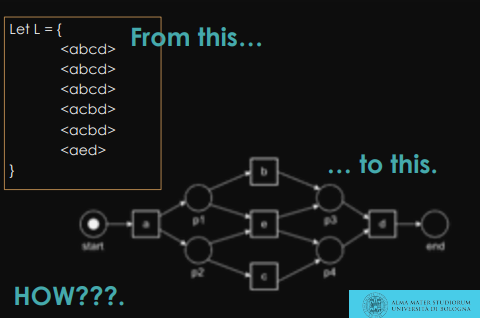 Let L = {
<abcd>
<abcd>
<abcd>
<acbd>
<acbd>
<aed>
}
From this…
… to this.
b
a
p1
e
p3
d
start
end
p2
c
p4
HOW???.
ALMA MATER STUDIORUM
UNIVERSITÀ DI BOLOGNA